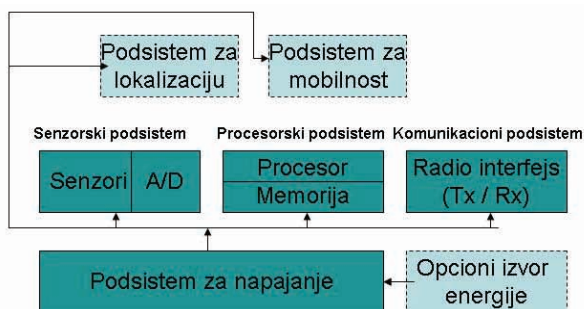 Podsistem za
lokalizaciju
Podsistem za
mobilnost
Senzorski podsistem
Procesorski podsistem
Komunikacioni podsistem
Senzori
A/D
Procesor
Memorija
Radio interfejs
(Tx / Rx)
Podsistem za napajanje
Opcioni izvor
energije